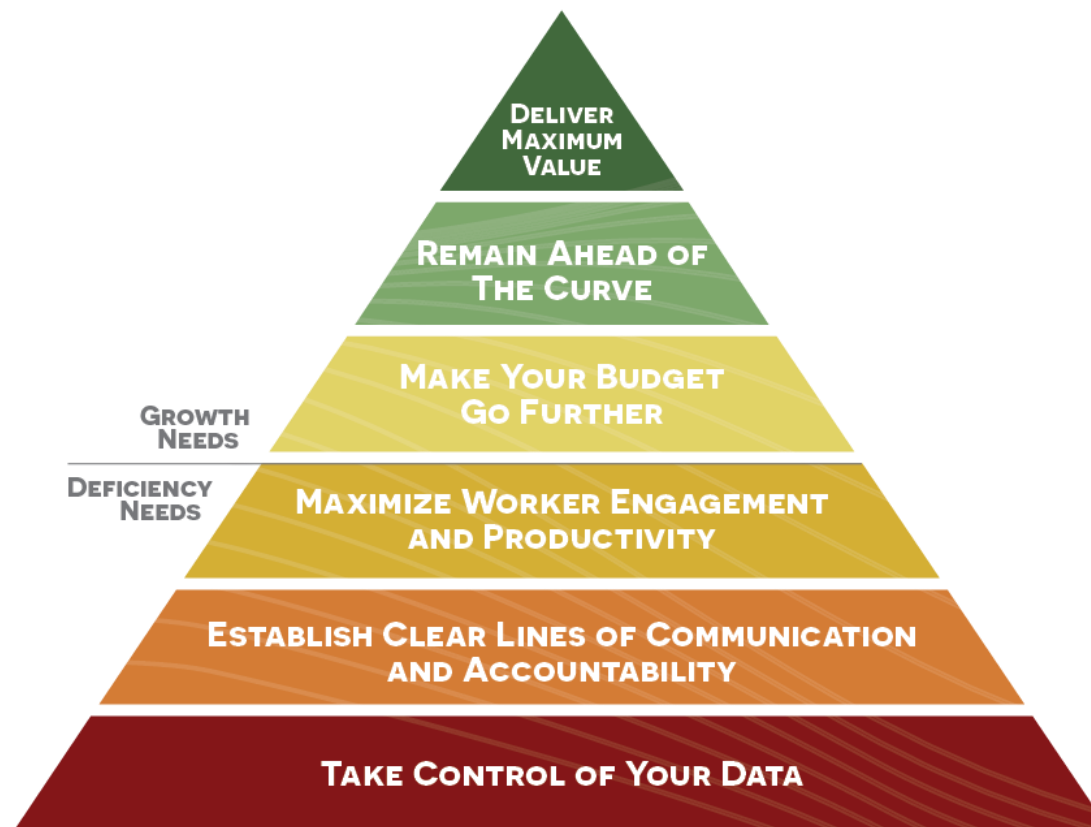 Deliver
Maximum
Value
Remain Ahead of
The Curve
Make Your Budget
Go Further
Growth
Needs
Deficiency
Needs
Maximize Worker Engagement
and Productivity
Establish Clear Lines of Communication
and Accountability
Take Control of Your Data